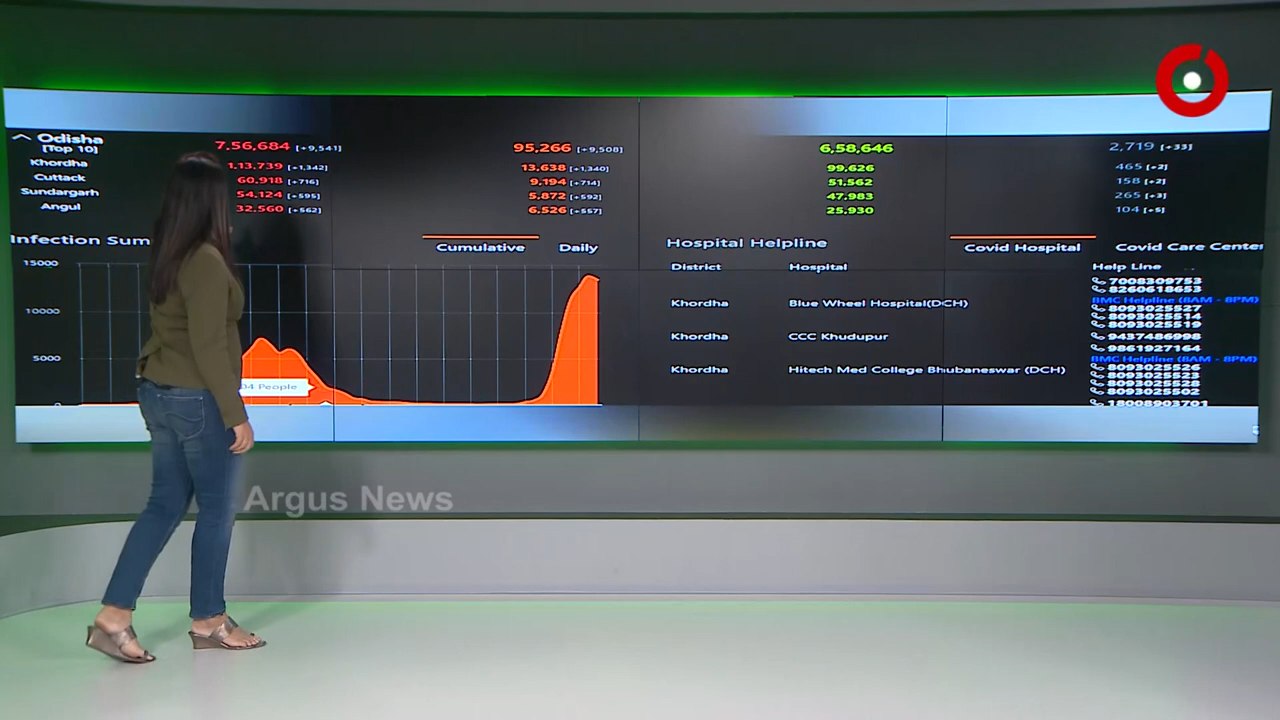 Odisha
[Top 10]
7,56,684 [+9,541]
95,266 [+9,508]
6,58,646
2,719 [+33]
Khordha
1,13,739 [+1,342]
13,638 [+1,340]
99,626
465 [+2]
Cuttack
60,918 [+716]
9,194 [+714]
51,562
158 [+2]
Sundargarh
54,124 [+595]
5,872 [+592]
47,983
265 [+3]
Angul
32,560 [+562]
6,526 [+557]
25,930
104 [+5]
Infection Sum
Cumulative
Daily
15000
10000
5000
0
04 People
Hospital Helpline
Covid Hospital
Covid Care Center
District
Hospital
Help Line
Khordha
Blue Wheel Hospital(DCH)
7008309753
8260618653
BMC Helpline (8AM - 8PM)
8093025527
8093025514
8093025519
Khordha
CCC Khudupur
9437486998
9861927164
BMC Helpline (8AM - 8PM)
Khordha
Hitech Med College Bhubaneswar (DCH)
8093025526
8093025523
8093025528
8093025502
18008903701
Argus News